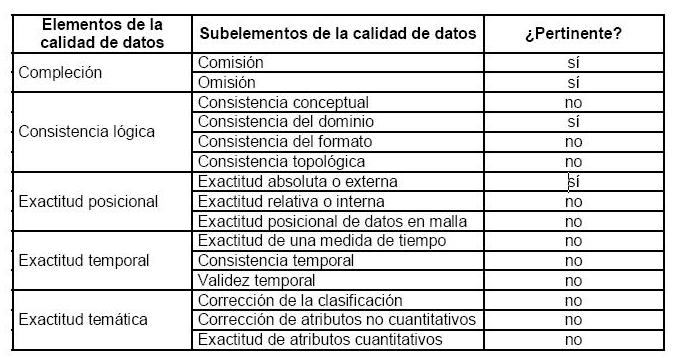 Elementos de la calidad de datos Subelementos de la calidad de datos ¿Pertinente?
Compleción
Comisión sí
Omisión sí
Consistencia lógica
Consistencia conceptual no
Consistencia del dominio sí
Consistencia del formato no
Consistencia topológica no
Exactitud posicional
Exactitud absoluta o externa sí
Exactitud relativa o interna no
Exactitud posicional de datos en malla no
Exactitud temporal
Exactitud de una medida de tiempo no
Consistencia temporal no
Validez temporal no
Exactitud temática
Corrección de la clasificación no
Corrección de atributos no cuantitativos no
Exactitud de atributos cuantitativos no